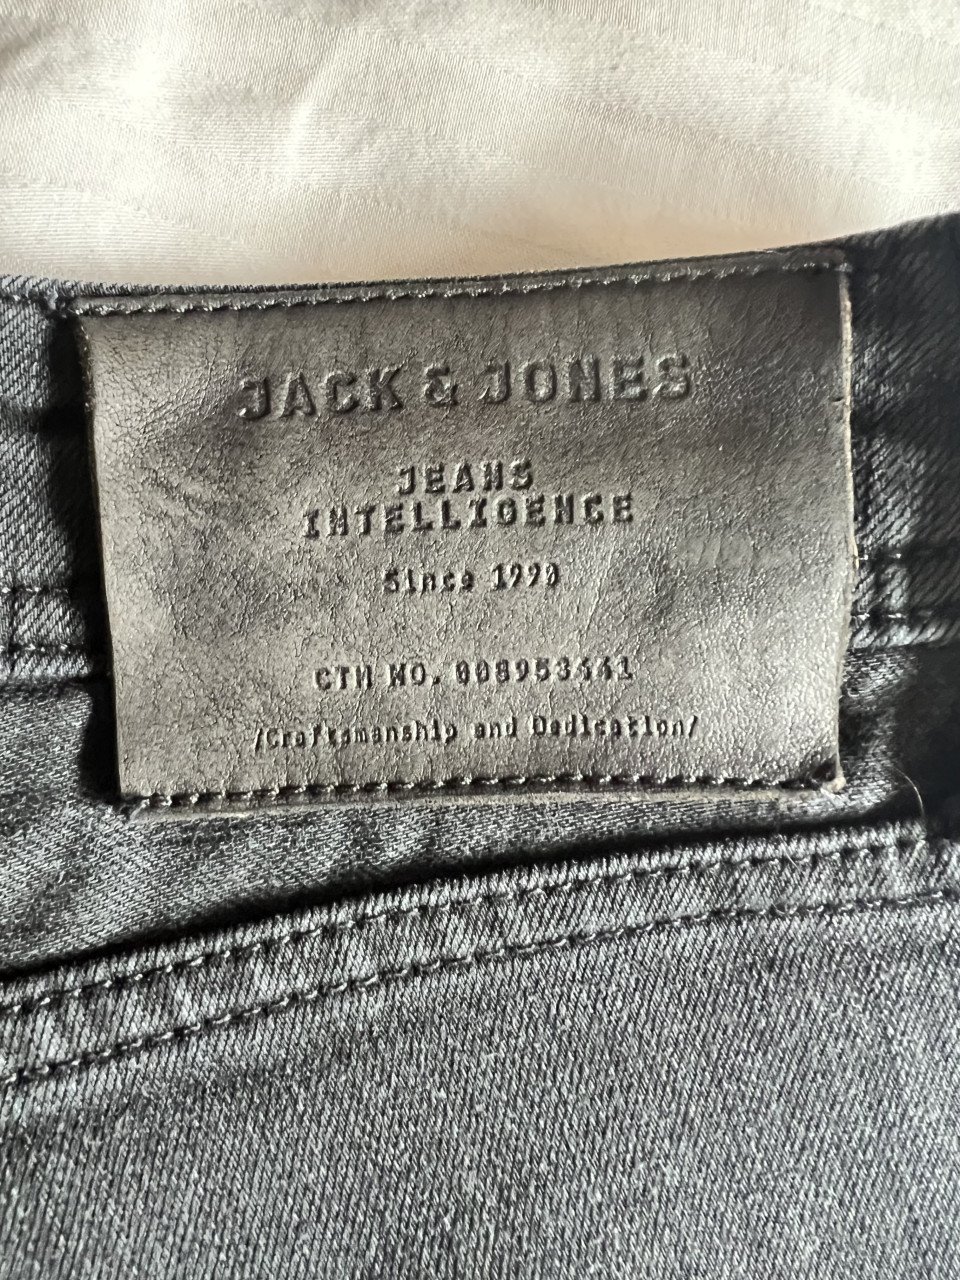 JACK & JONES
JEANS
INTELLIGENCE
Since 1990
CTN NO. 008953441
/Craftsmanship and Dedication/